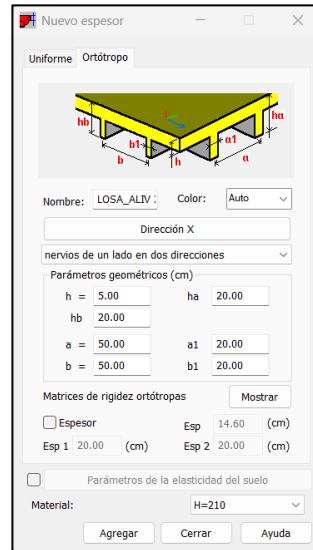 Nuevo espesor
Uniforme Ortótropo
hb ha
b1 a1
b h a
Nombre: LOSA_ALIV Color: Auto
Dirección X
nervios de un lado en dos direcciones
Parámetros geométricos (cm)
h = 5.00 ha 20.00
hb 20.00
a = 50.00 a1 20.00
b = 50.00 b1 20.00
Matrices de rigidez ortótropas Mostrar
Espesor Esp 14.60 (cm)
Esp 1 20.00 (cm) Esp 2 20.00 (cm)
Parámetros de la elasticidad del suelo
Material: H=210
Agregar Cerrar Ayuda